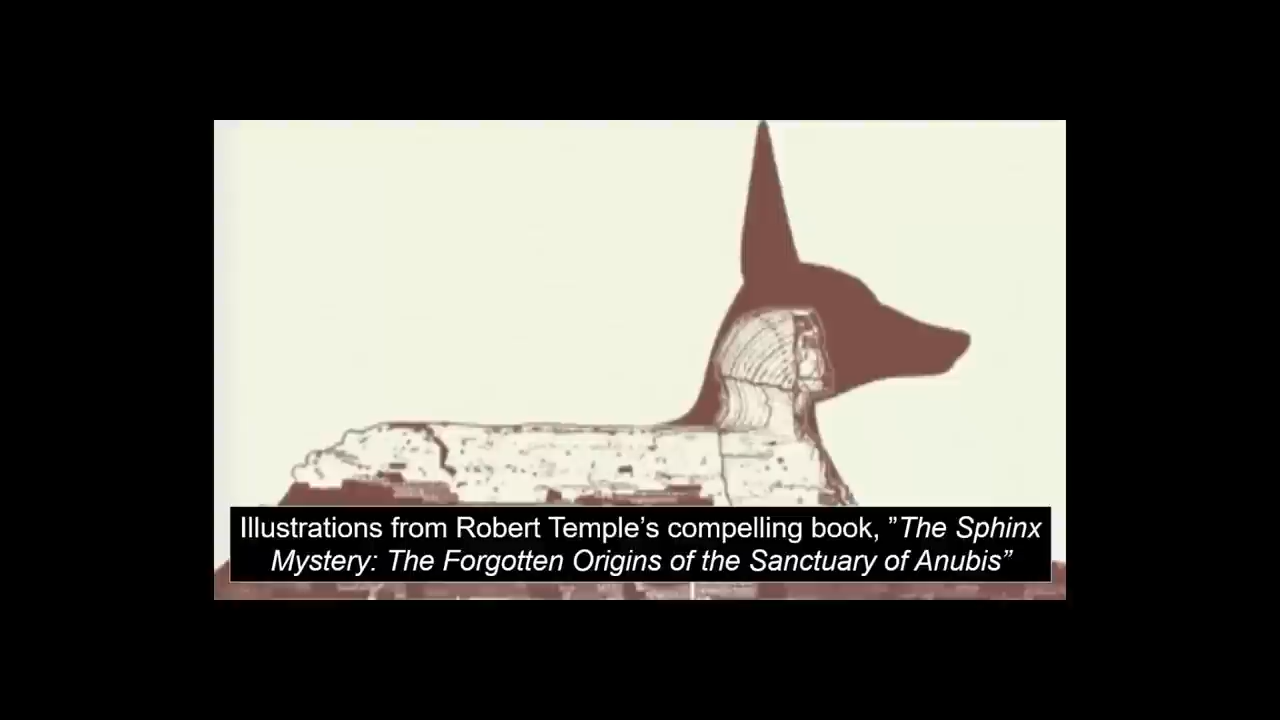 Illustrations from Robert Temple’s compelling book, ”The Sphinx
Mystery: The Forgotten Origins of the Sanctuary of Anubis”